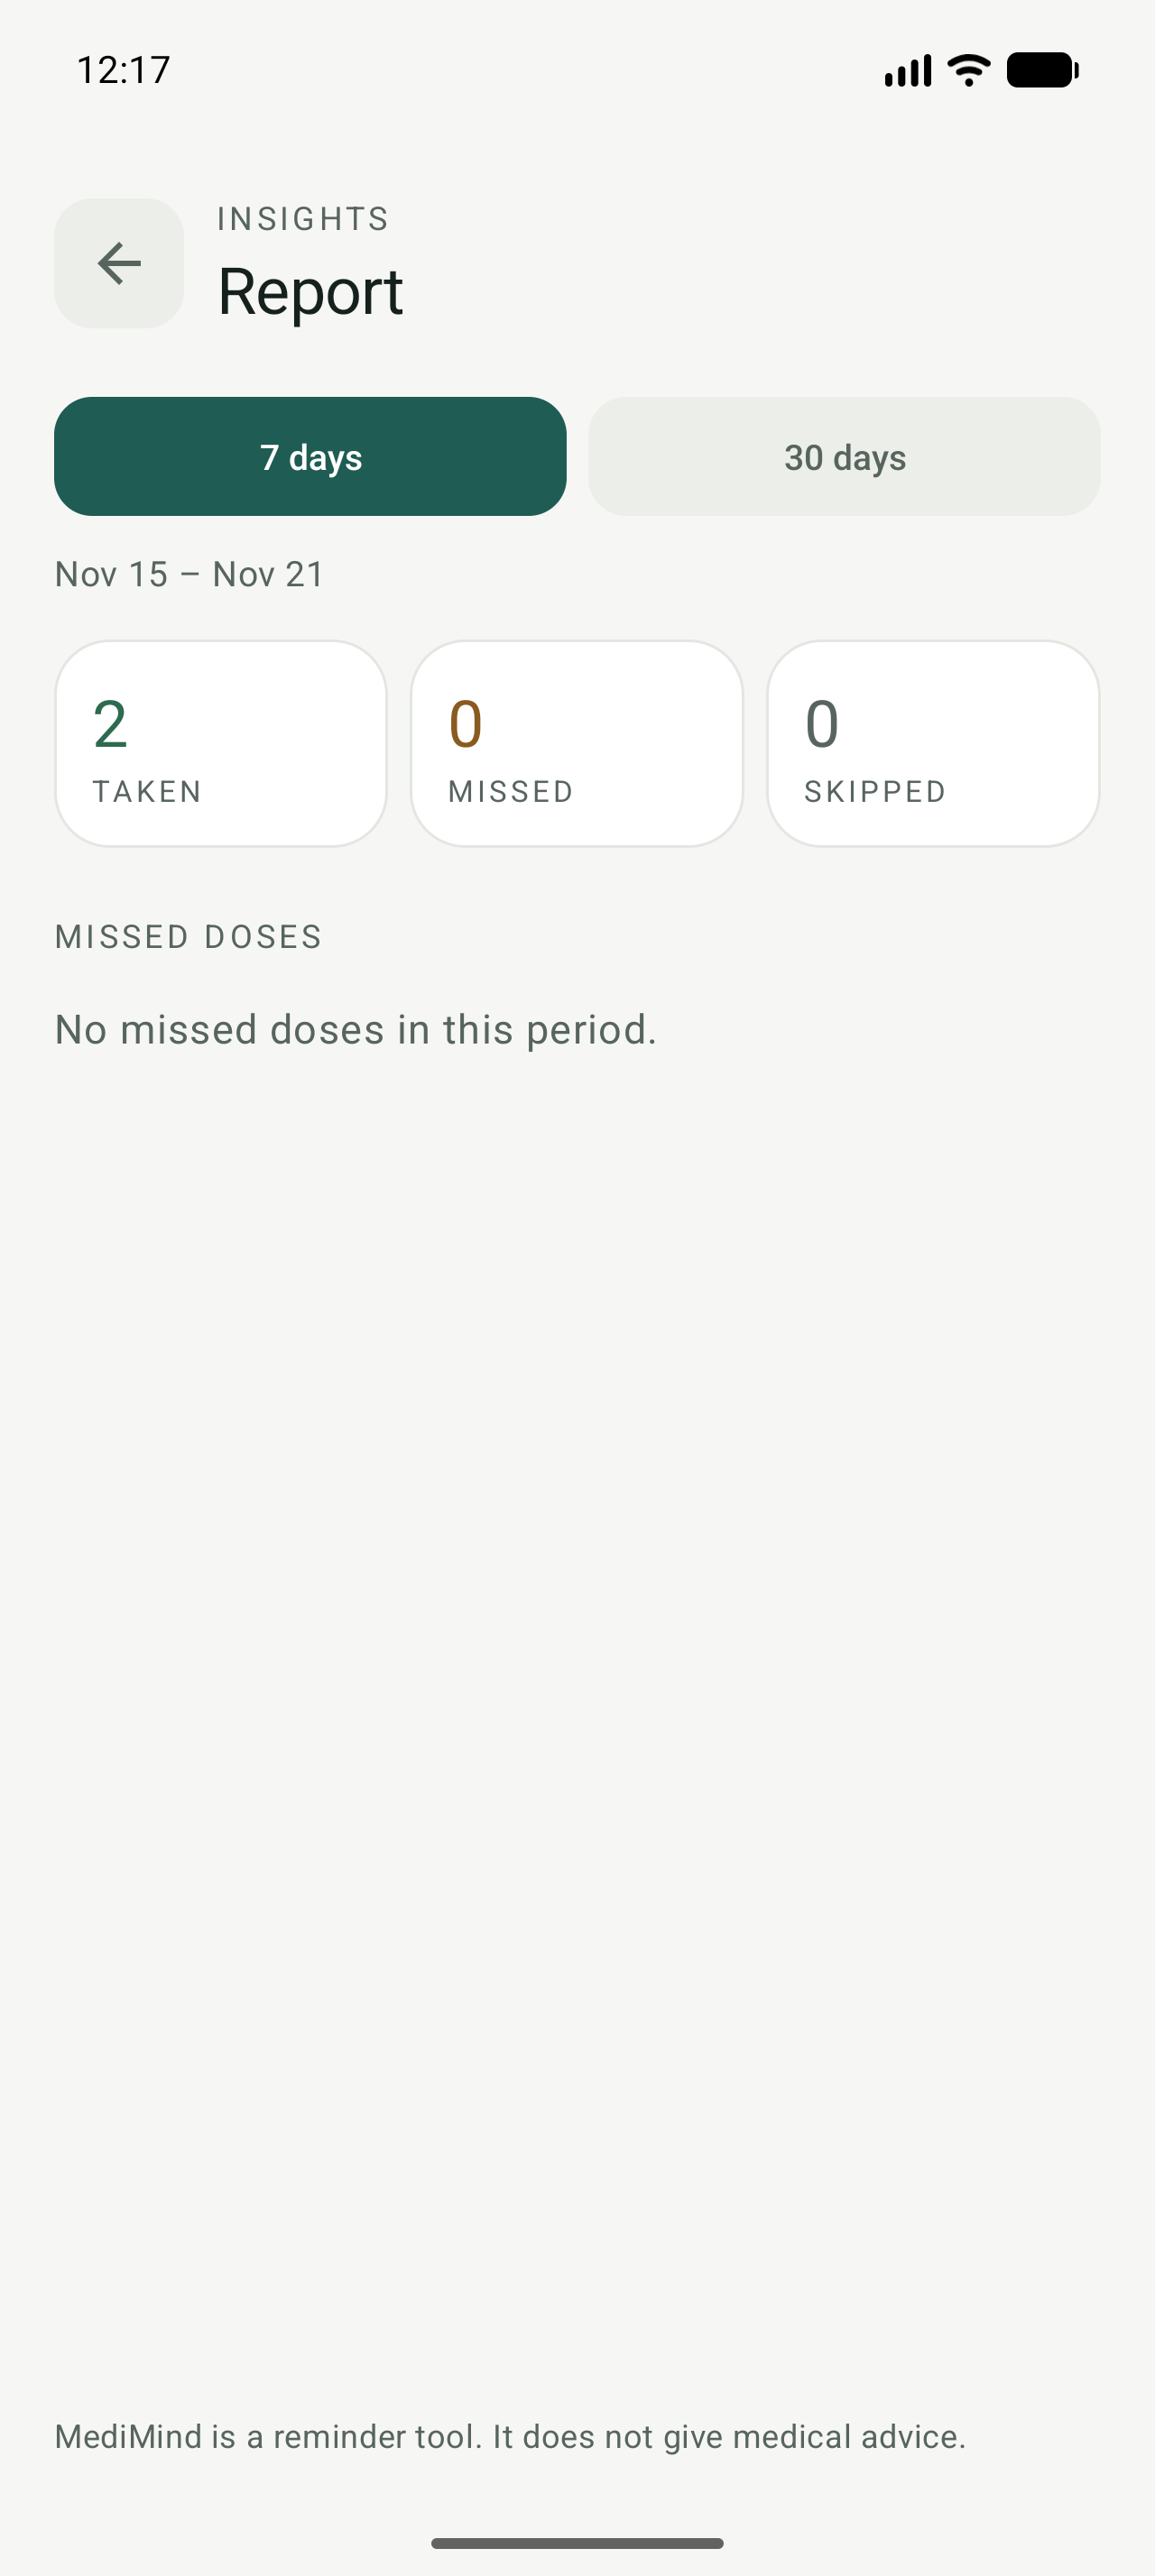 12:17
INSIGHTS
Report
7 days
30 days
Nov 15 – Nov 21
2
TAKEN
0
MISSED
0
SKIPPED
MISSED DOSES
No missed doses in this period.
MediMind is a reminder tool. It does not give medical advice.